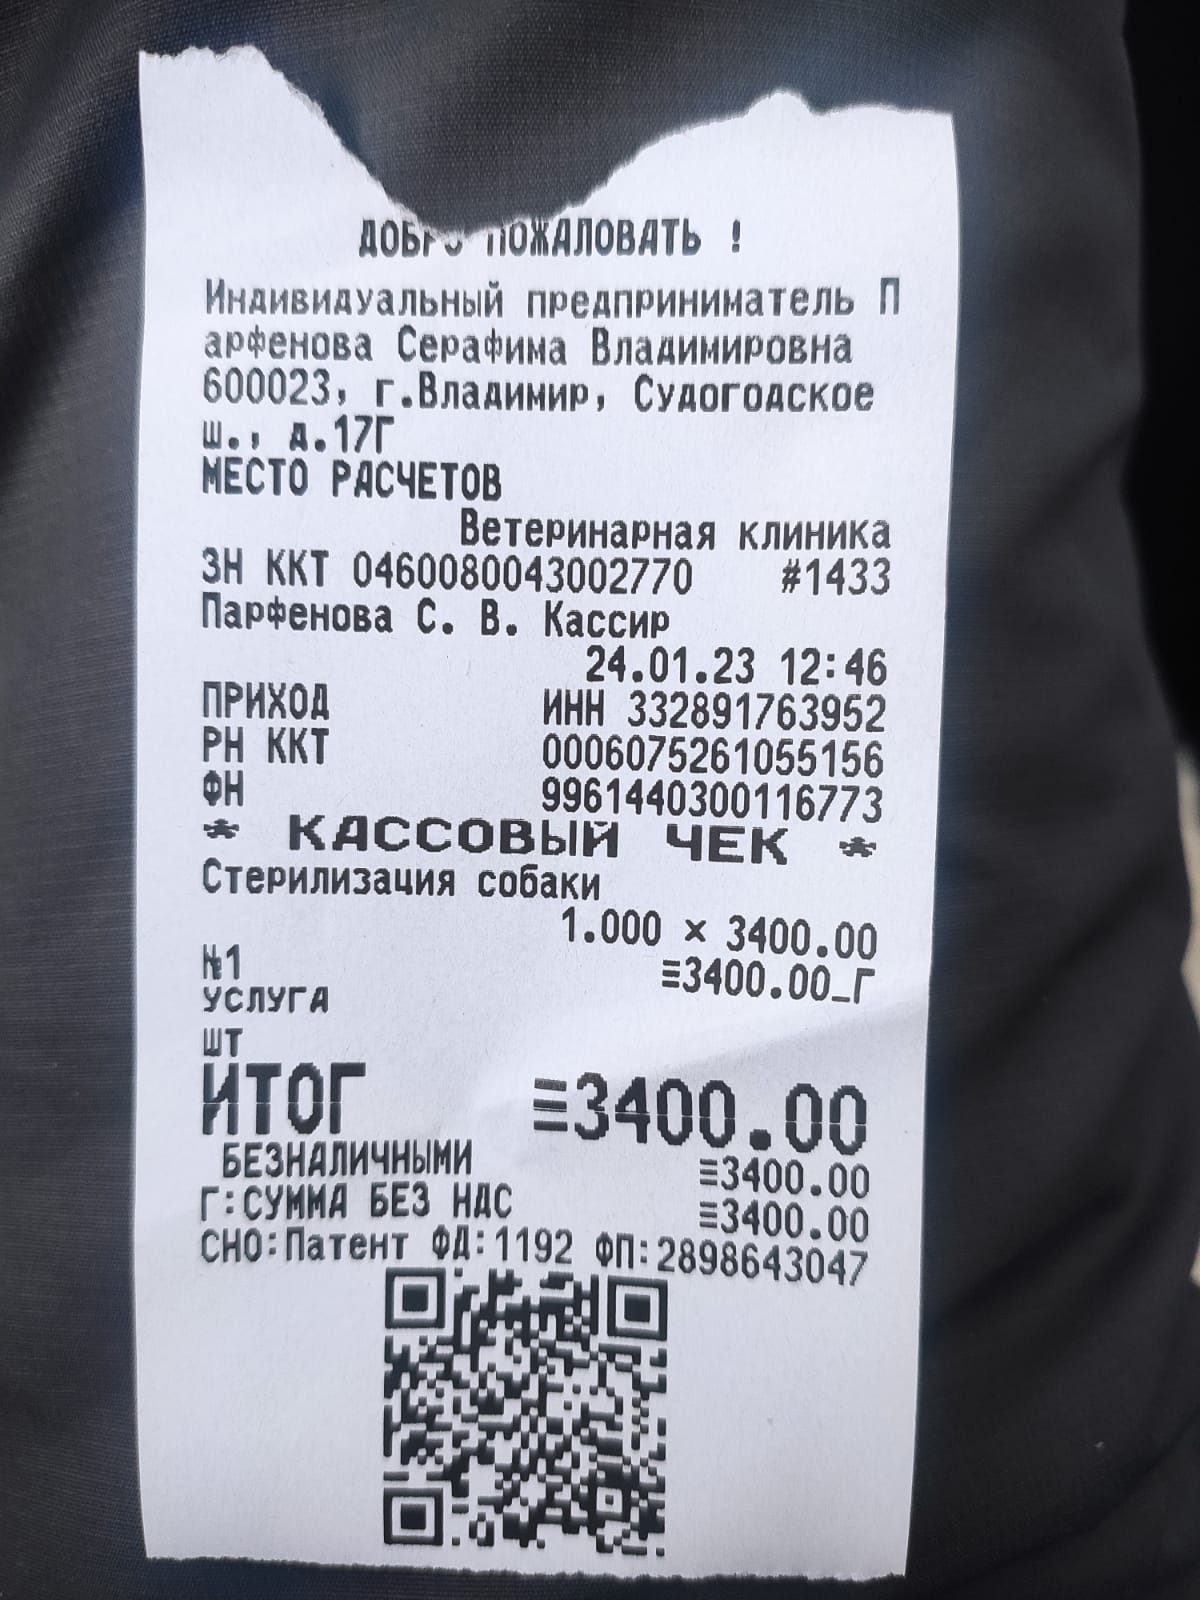 ДОБРО ПОЖАЛОВАТЬ !
Индивидуальный предприниматель П
арфенова Серафима Владимировна
600023, г.Владимир, Судогодское
ш., д.17Г
МЕСТО РАСЧЕТОВ
Ветеринарная клиника
ЗН ККТ 0460080043002770 #1433
Парфенова С. В. Кассир
24.01.23 12:46
ПРИХОД ИНН 332891763952
РН ККТ 0006075261055156
ФН 9961440300116773
* КАССОВЫЙ ЧЕК *
Стерилизация собаки
1.000 × 3400.00
№1 ≡3400.00_Г
УСЛУГА
ШТ
ИТОГ ≡3400.00
БЕЗНАЛИЧНЫМИ ≡3400.00
Г:СУММА БЕЗ НДС ≡3400.00
СНО:Патент ФД:1192 ФП:2898643047